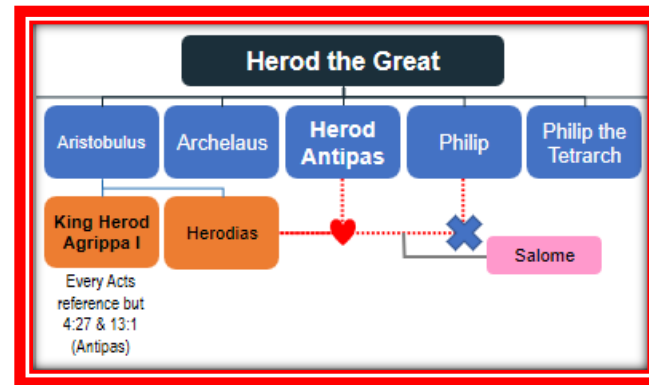 Herod the Great
Aristobulus
Archelaus
Herod
Antipas
Philip
Philip the
Tetrarch
King Herod
Agrippa I
Herodias
Salome
Every Acts
reference but
4:27 & 13:1
(Antipas)